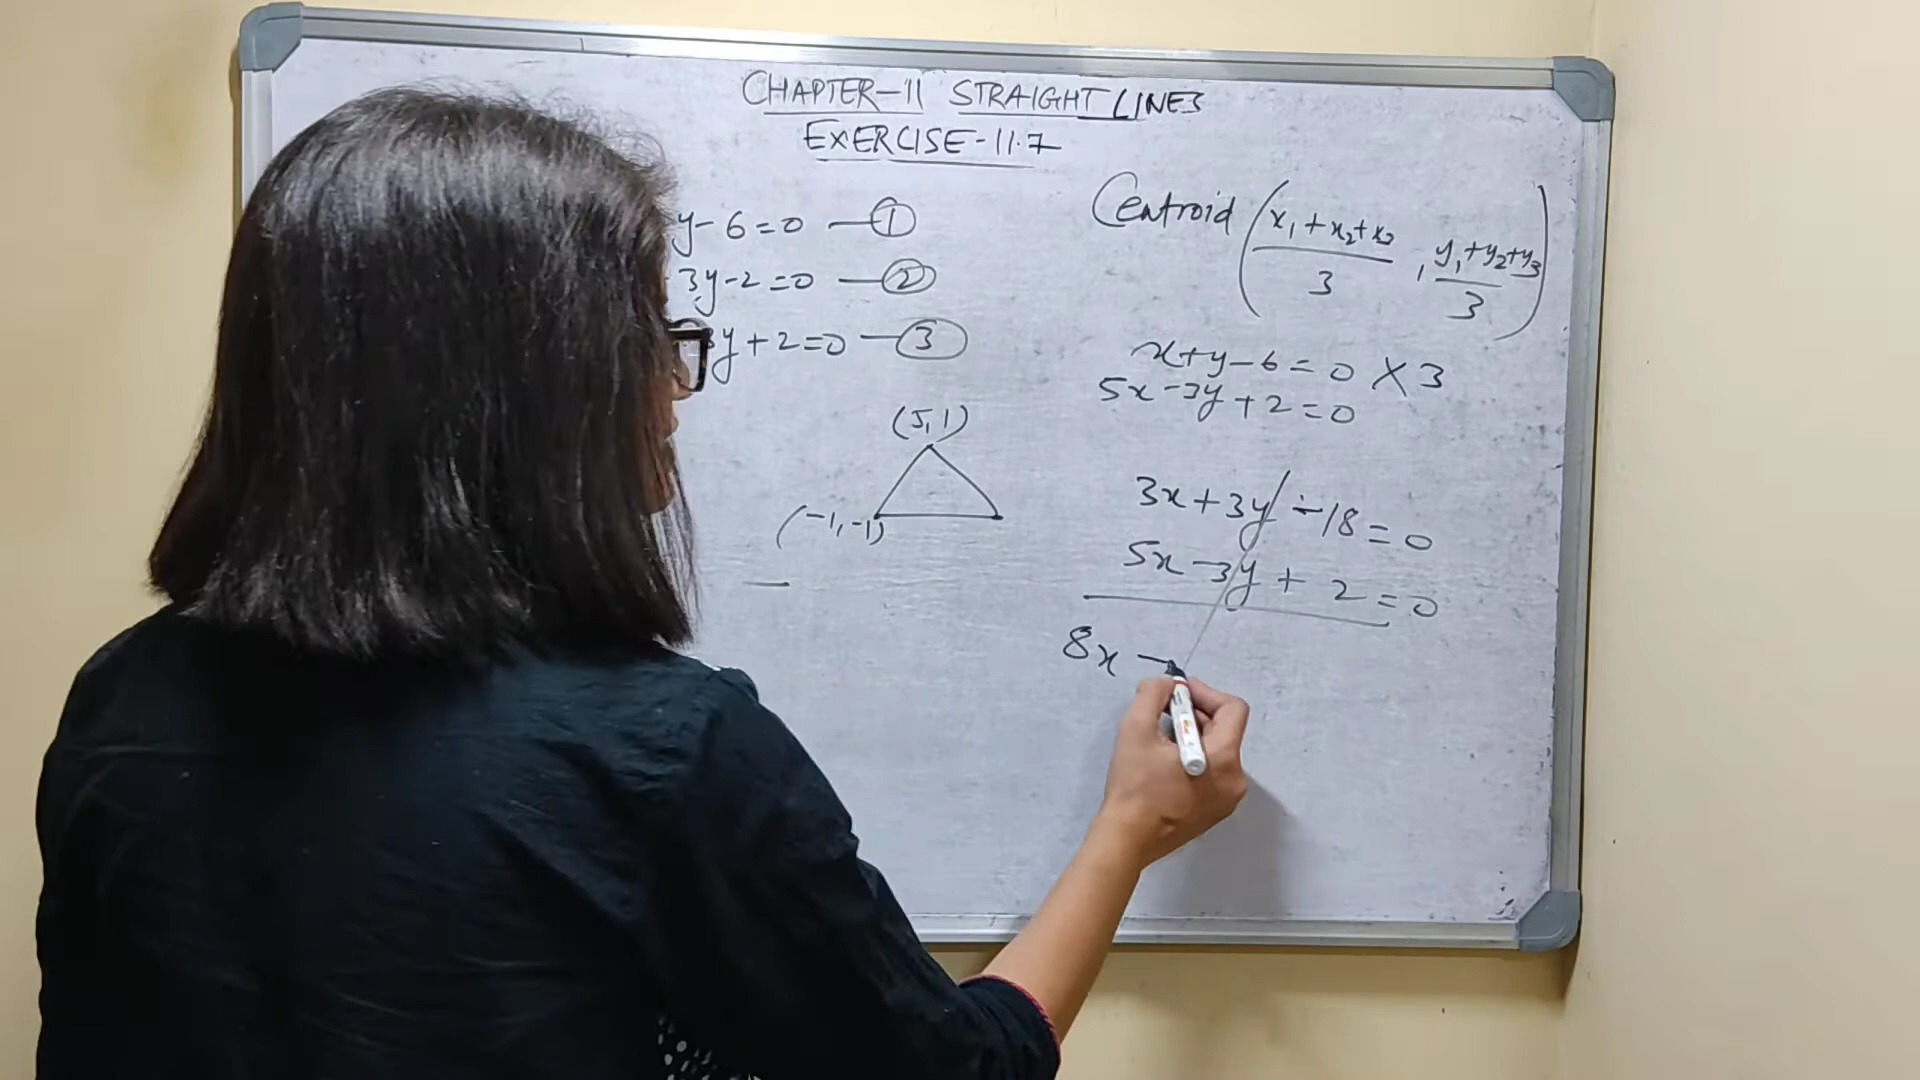 CHAPTER-11 STRAIGHT LINES
EXERCISE-11.7
y-6=0 —①
3y-2=0 —②
3y+2=0 —③
(5,1)
(-1,-1)
Centroid (x₁+x₂+x₃/3, y₁+y₂+y₃/3)
x+y-6=0 X3
5x-3y+2=0
3x+3y-18=0
5x-3y+2=0
8x-